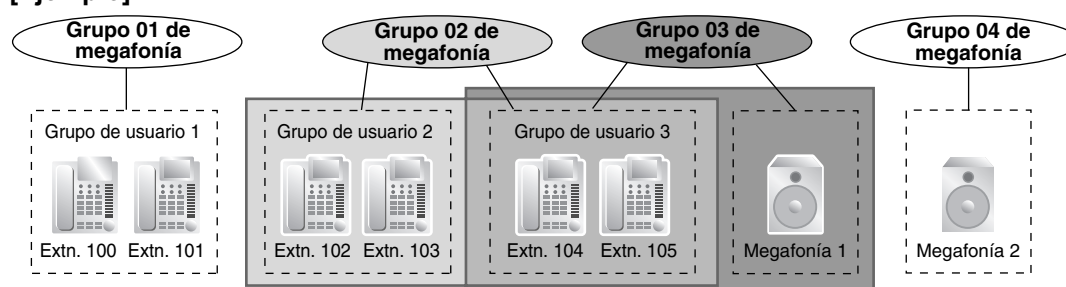 Grupo 01 de
megafonía
Grupo 02 de
megafonía
Grupo 03 de
megafonía
Grupo 04 de
megafonía
Grupo de usuario 1
Grupo de usuario 2
Grupo de usuario 3
Extn. 100 Extn. 101
Extn. 102 Extn. 103
Extn. 104 Extn. 105
Megafonía 1
Megafonía 2